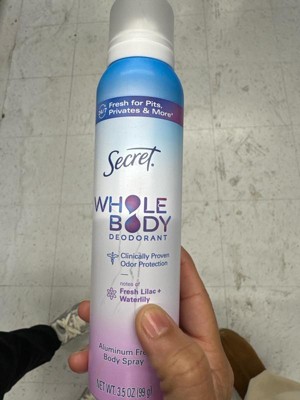 Fresh for Pits,
Privates & More*
Secret.
WHOLE
BODY
DEODORANT
Clinically Proven
Odor Protection
notes of
Fresh Lilac +
Waterlily
Aluminum Fre
Body Spray
NET WT 3.5 OZ (99 g)